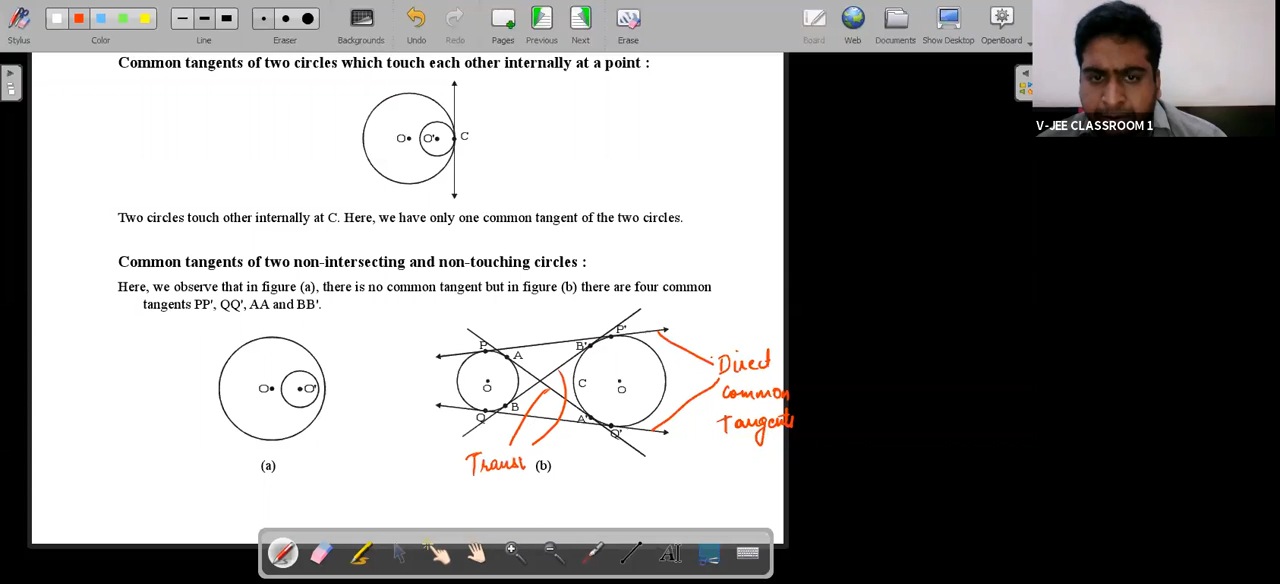 Stylus
Color
Line
Eraser
Backgrounds
Undo
Redo
Pages
Previous
Next
Erase
Board
Web
Documents
Show Desktop
OpenBoard
V-JEE CLASSROOM 1
Common tangents of two circles which touch each other internally at a point :
O O' C
Two circles touch other internally at C. Here, we have only one common tangent of the two circles.
Common tangents of two non-intersecting and non-touching circles :
Here, we observe that in figure (a), there is no common tangent but in figure (b) there are four common
tangents PP', QQ', AA and BB'.
O O'
(a)
P A B' P'
O C O
Q B A' Q'
Direct
common
Tangents
Trans
(b)
AI